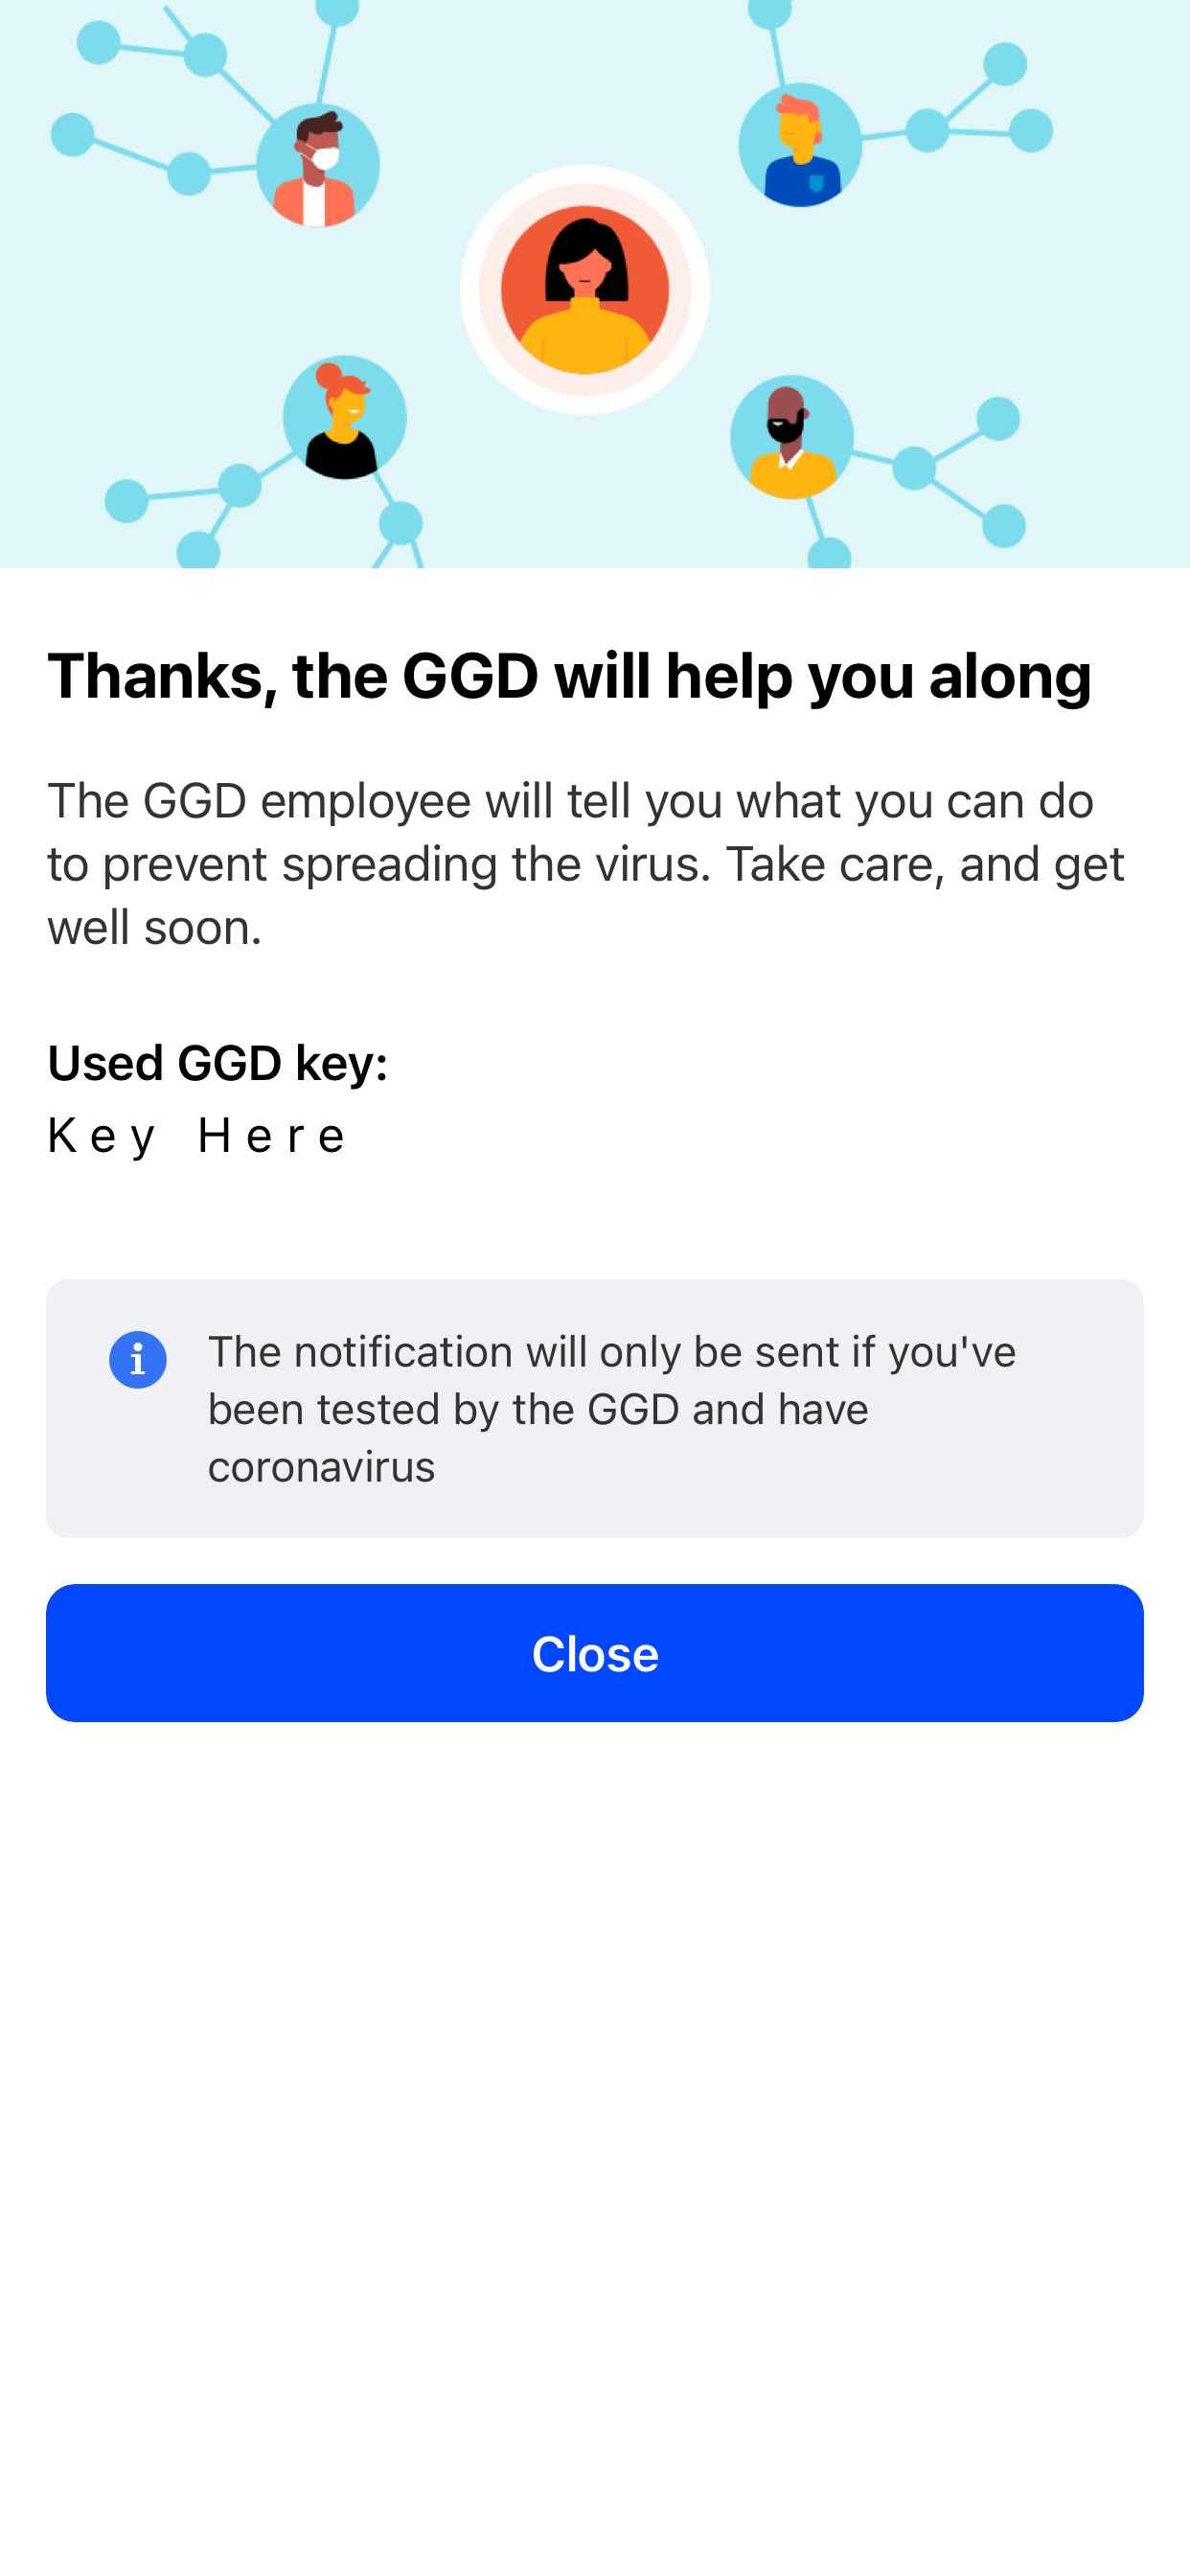 Thanks, the GGD will help you along
The GGD employee will tell you what you can do
to prevent spreading the virus. Take care, and get
well soon.
Used GGD key:
Key Here
The notification will only be sent if you've
been tested by the GGD and have
coronavirus
Close